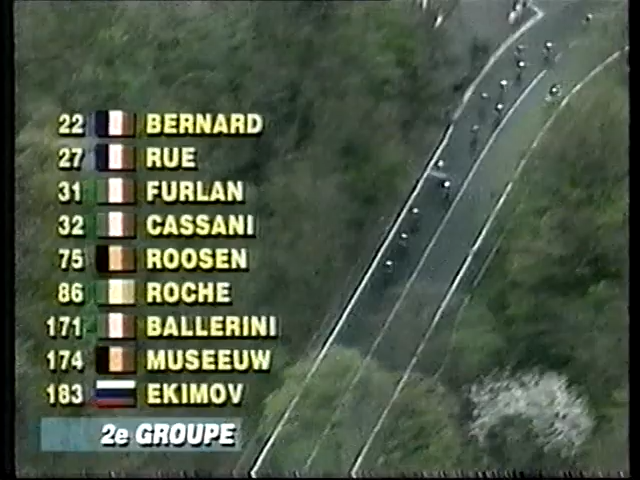 22 BERNARD
27 RUE
31 FURLAN
32 CASSANI
75 ROOSEN
86 ROCHE
171 BALLERINI
174 MUSEEUW
183 EKIMOV
2e GROUPE